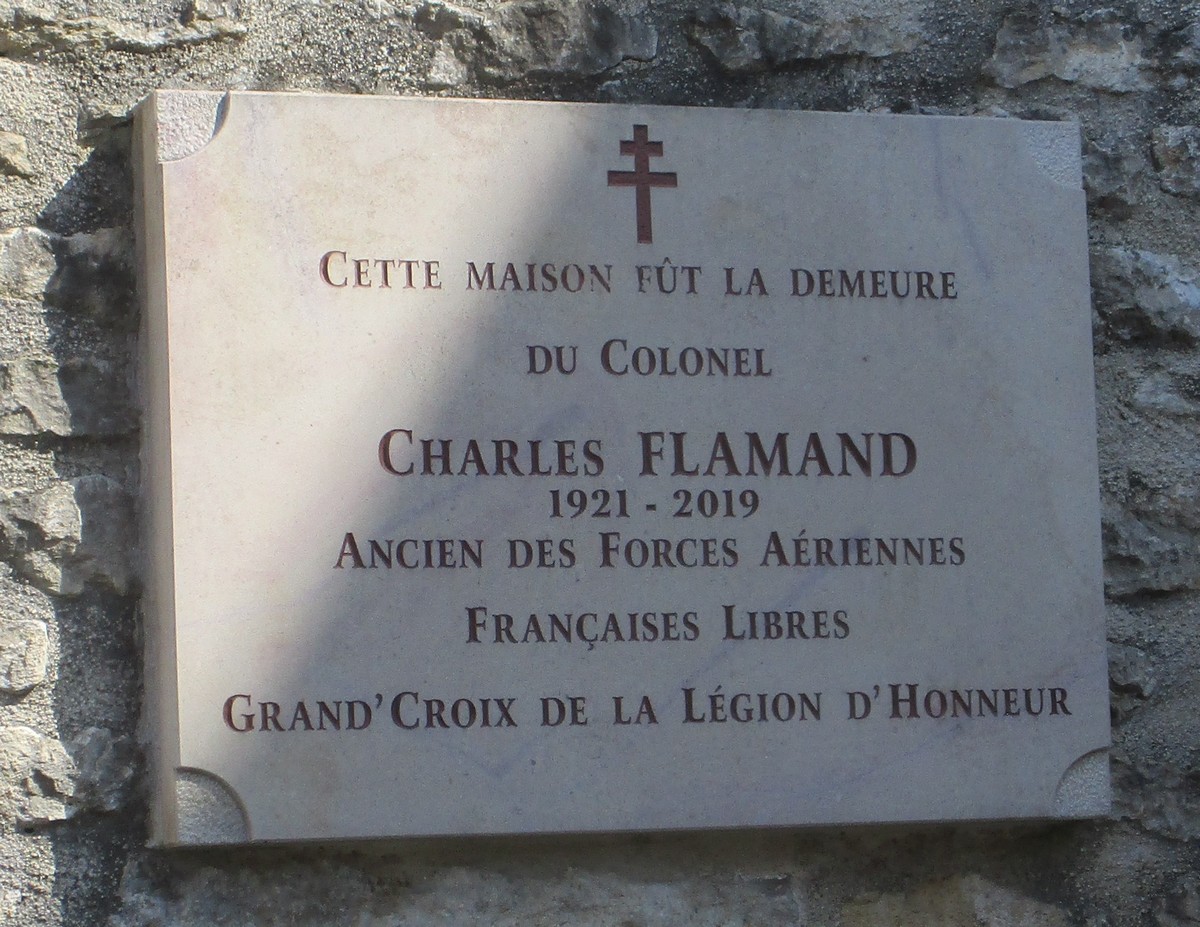 Cette maison fût la demeure
du Colonel
Charles FLAMAND
1921 - 2019
Ancien des Forces Aériennes
Françaises Libres
Grand'Croix de la Légion d'Honneur